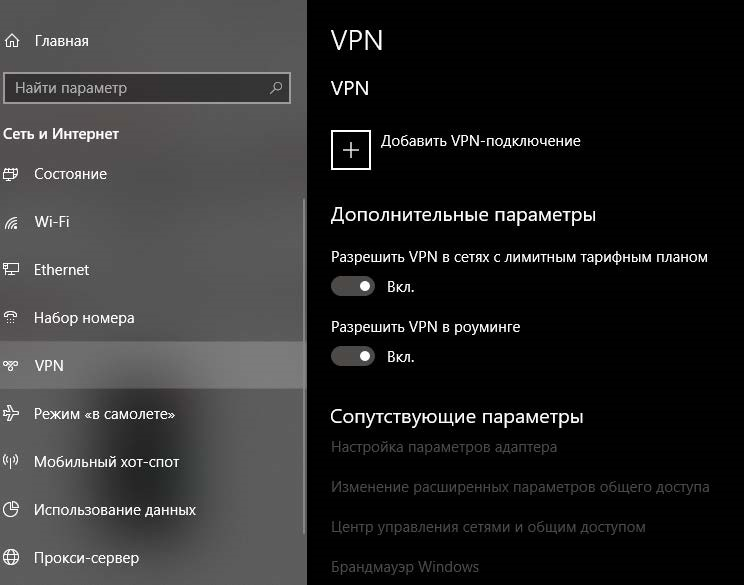 Главная
Найти параметр
Сеть и Интернет
Состояние
Wi-Fi
Ethernet
Набор номера
VPN
Режим «в самолете»
Мобильный хот-спот
Использование данных
Прокси-сервер
VPN
VPN
Добавить VPN-подключение
Дополнительные параметры
Разрешить VPN в сетях с лимитным тарифным планом
Вкл.
Разрешить VPN в роуминге
Вкл.
Сопутствующие параметры
Настройка параметров адаптера
Изменение расширенных параметров общего доступа
Центр управления сетями и общим доступом
Брандмауэр Windows